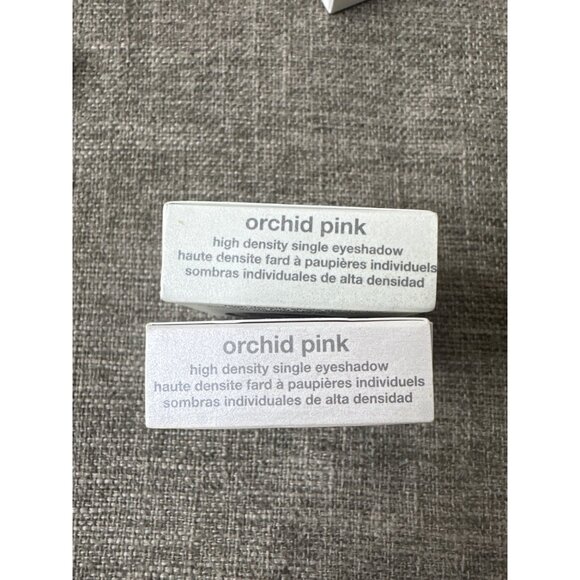 orchid pink
high density single eyeshadow
haute densite fard à paupières individuels
sombras individuales de alta densidad
orchid pink
high density single eyeshadow
haute densite fard à paupières individuels
sombras individuales de alta densidad